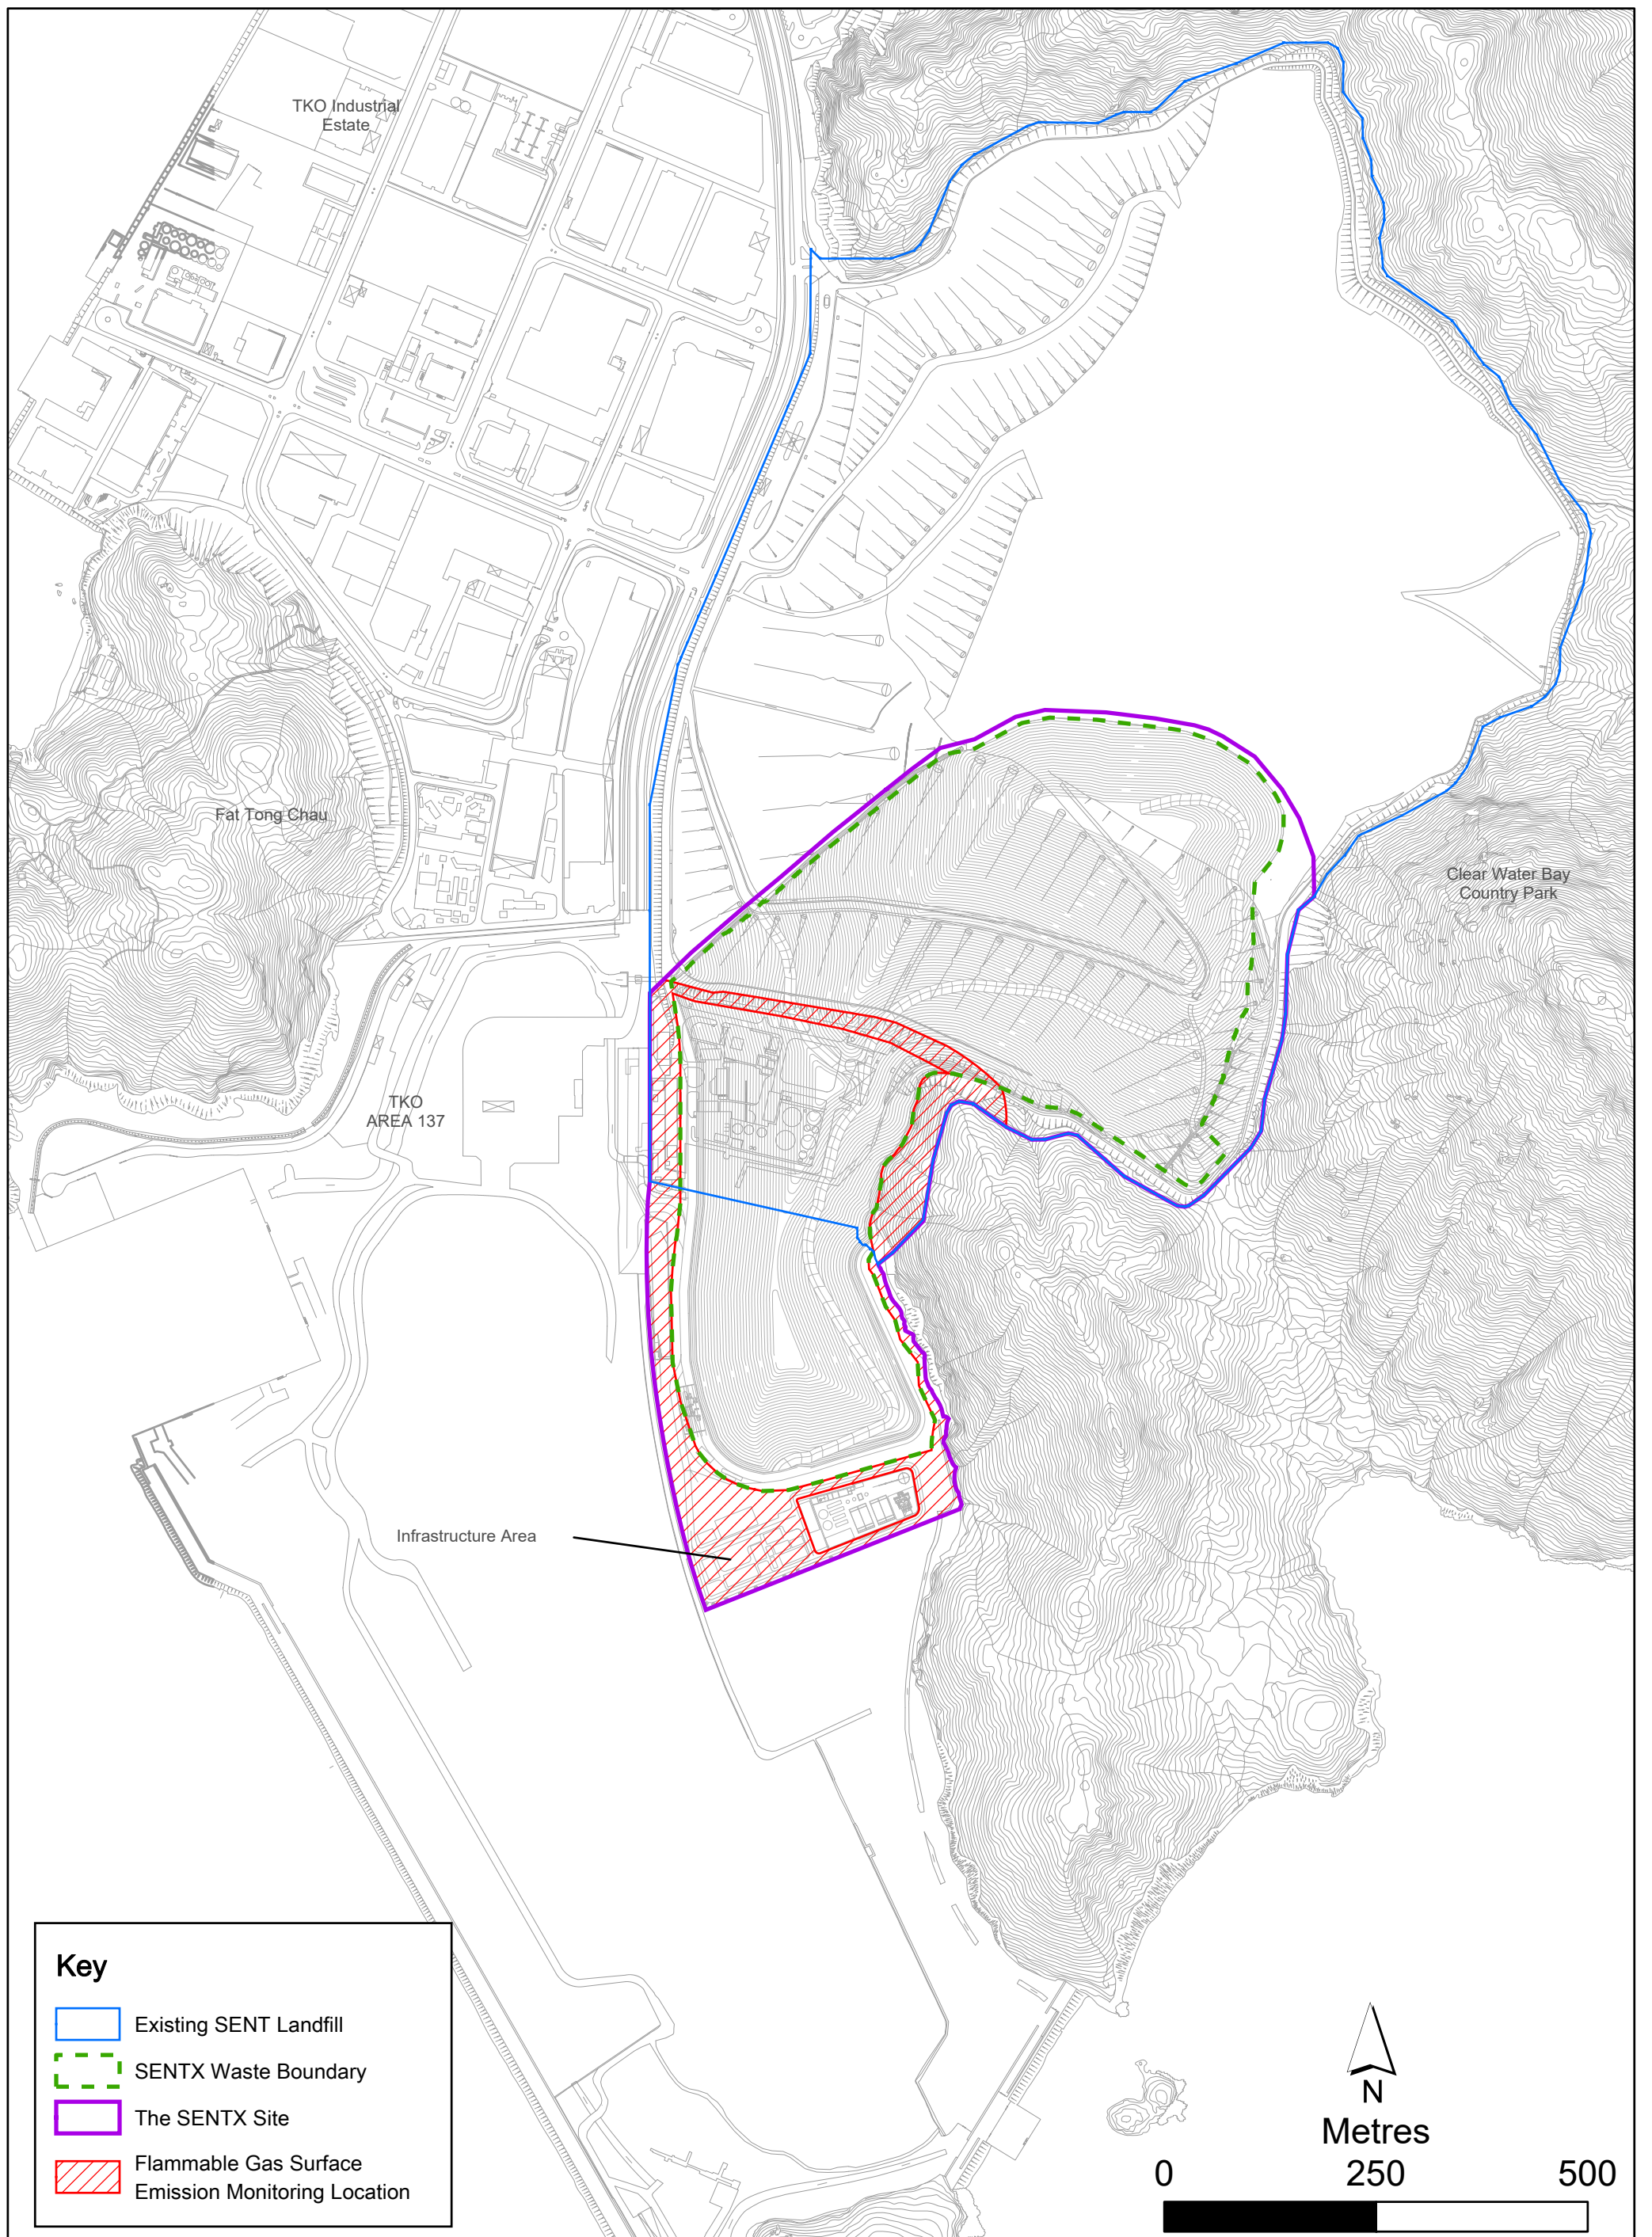 TKO Industrial
Estate
Fat Tong Chau
Clear Water Bay
Country Park
TKO
AREA 137
Infrastructure Area
Key
Existing SENT Landfill
SENTX Waste Boundary
The SENTX Site
Flammable Gas Surface
Emission Monitoring Location
N
Metres
0 250 500